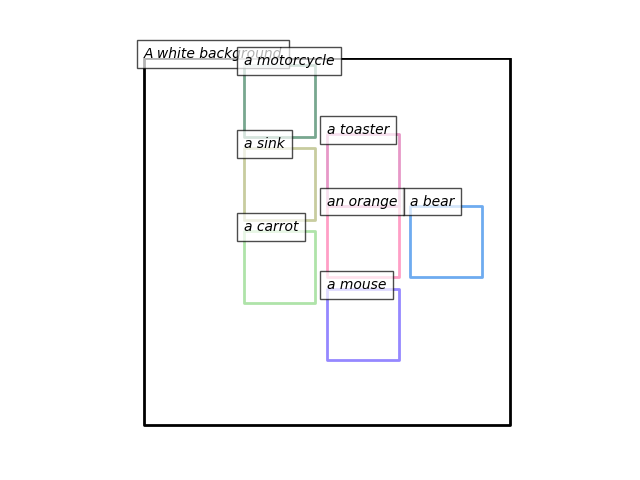 A white background
a motorcycle
a toaster
a sink
an orange
a bear
a carrot
a mouse